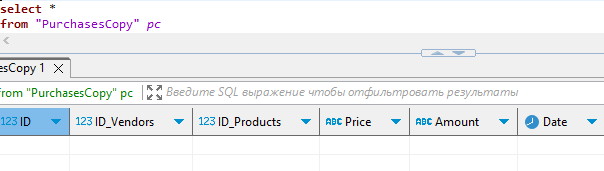 select *
from "PurchasesCopy" pc
esCopy 1
from "PurchasesCopy" pc Введите SQL выражение чтобы отфильтровать результаты
123 ID 123 ID_Vendors 123 ID_Products ABC Price ABC Amount Date